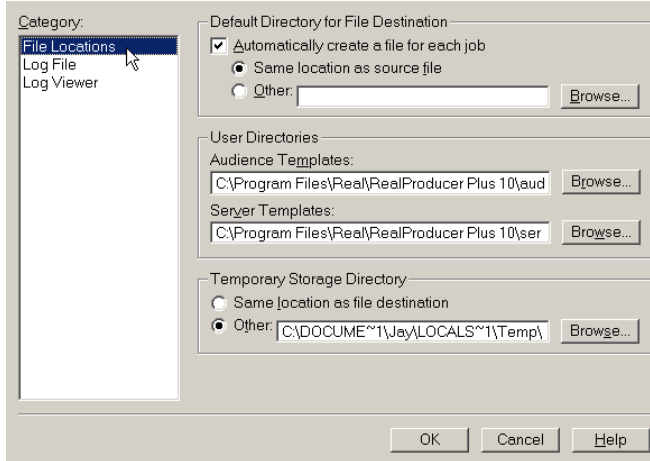 Category:
File Locations
Log File
Log Viewer
Default Directory for File Destination
Automatically create a file for each job
Same location as source file
Other:
Browse...
User Directories
Audience Templates:
C:\Program Files\Real\RealProducer Plus 10\aud
Browse...
Server Templates:
C:\Program Files\Real\RealProducer Plus 10\ser
Browse...
Temporary Storage Directory
Same location as file destination
Other: C:\DOCUME~1\Jay\LOCALS~1\Temp\
Browse...
OK Cancel Help